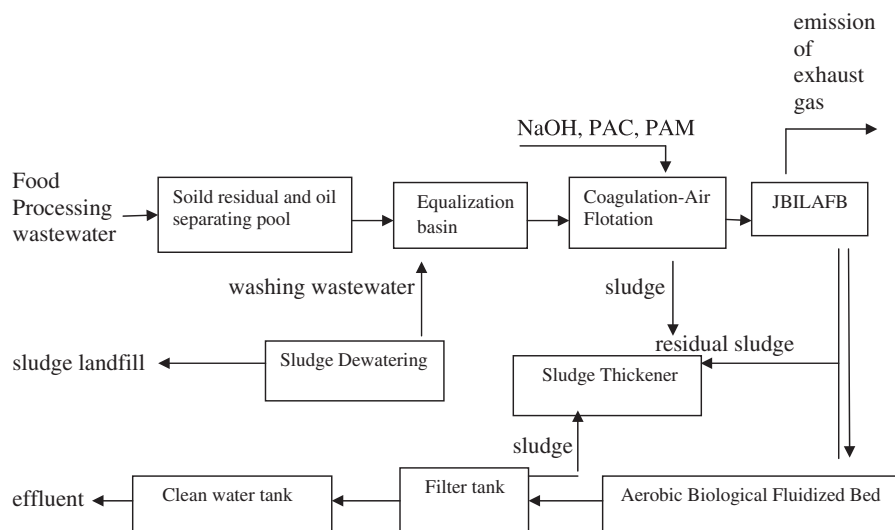 emission
of
exhaust
gas
NaOH, PAC, PAM
Food
Processing
wastewater
Soild residual and oil
separating pool
Equalization
basin
Coagulation-Air
Flotation
JBILAFB
washing wastewater
sludge
residual sludge
sludge landfill
Sludge Dewatering
Sludge Thickener
sludge
effluent
Clean water tank
Filter tank
Aerobic Biological Fluidized Bed